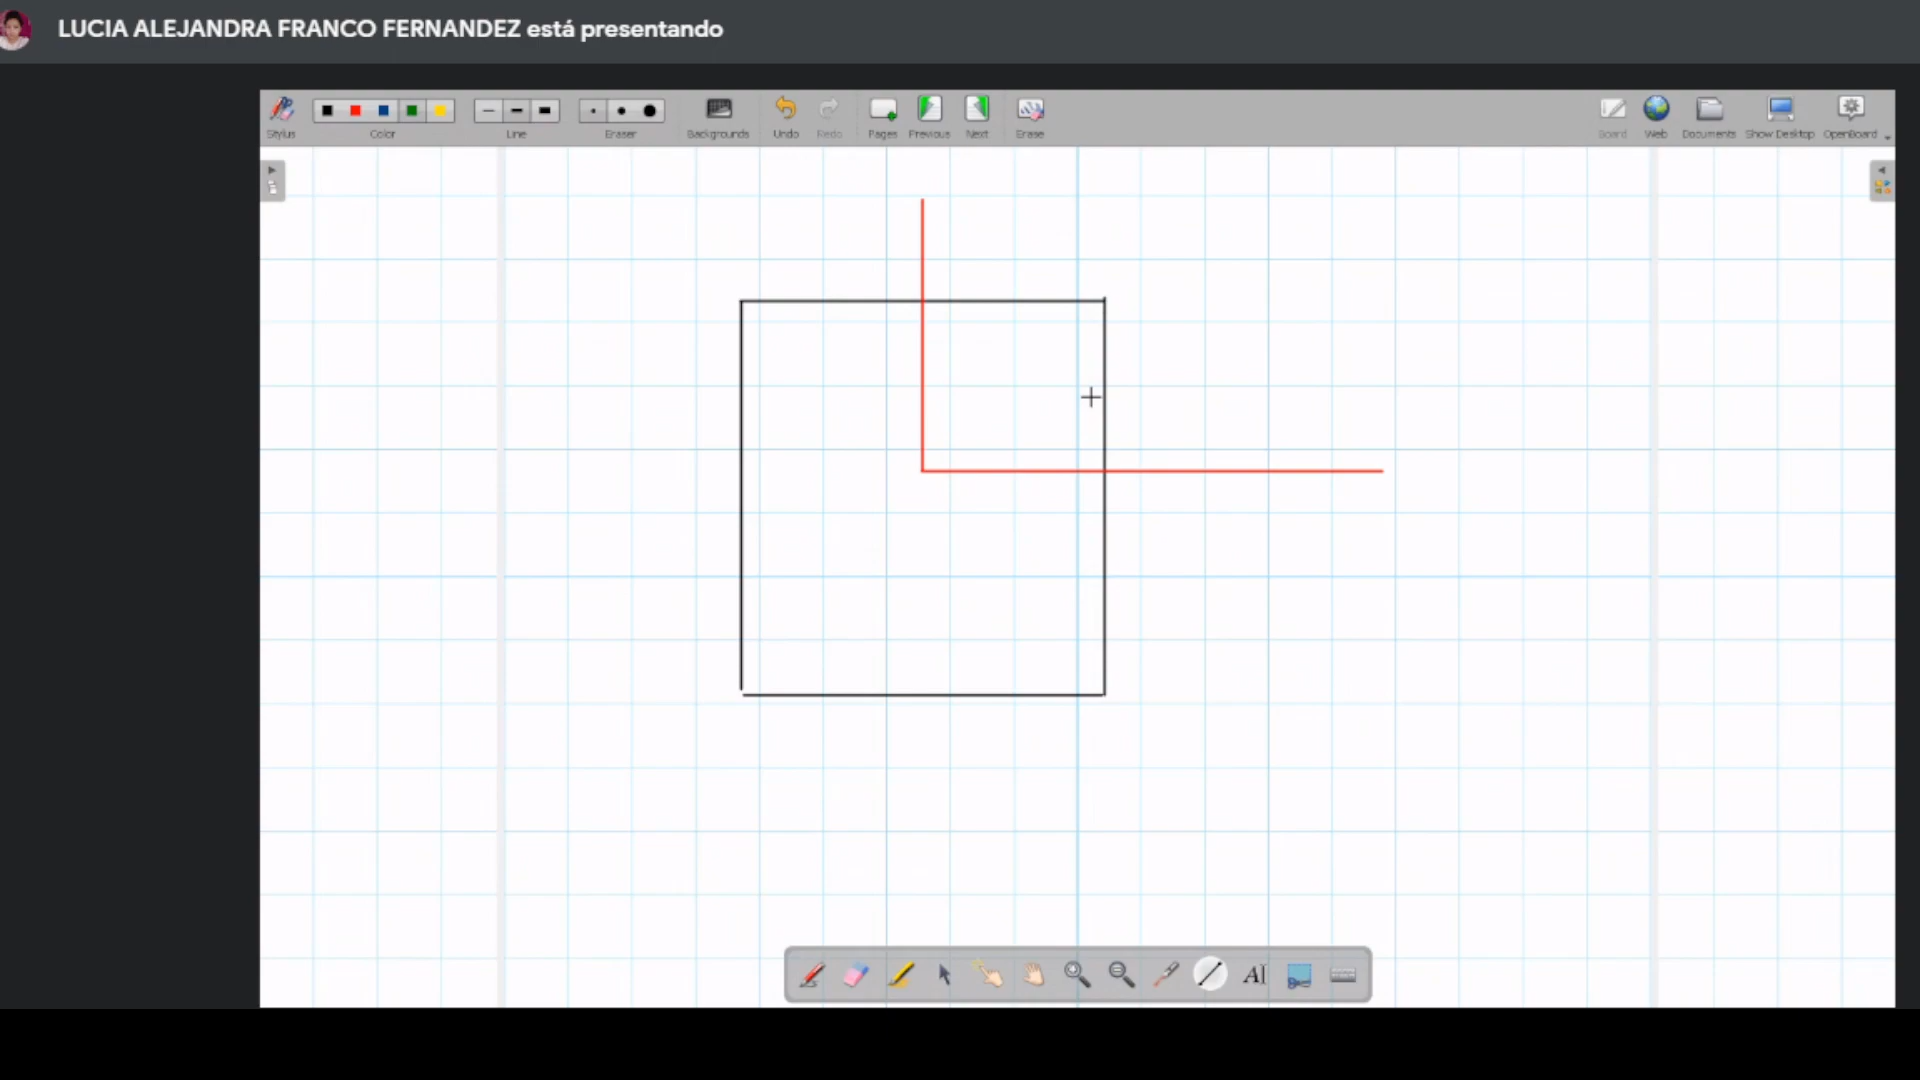 LUCIA ALEJANDRA FRANCO FERNANDEZ está presentando
Stylus Color Line Eraser Backgrounds Undo Redo Pages Previous Next Erase Board Web Documents Show Desktop OpenBoard
AI